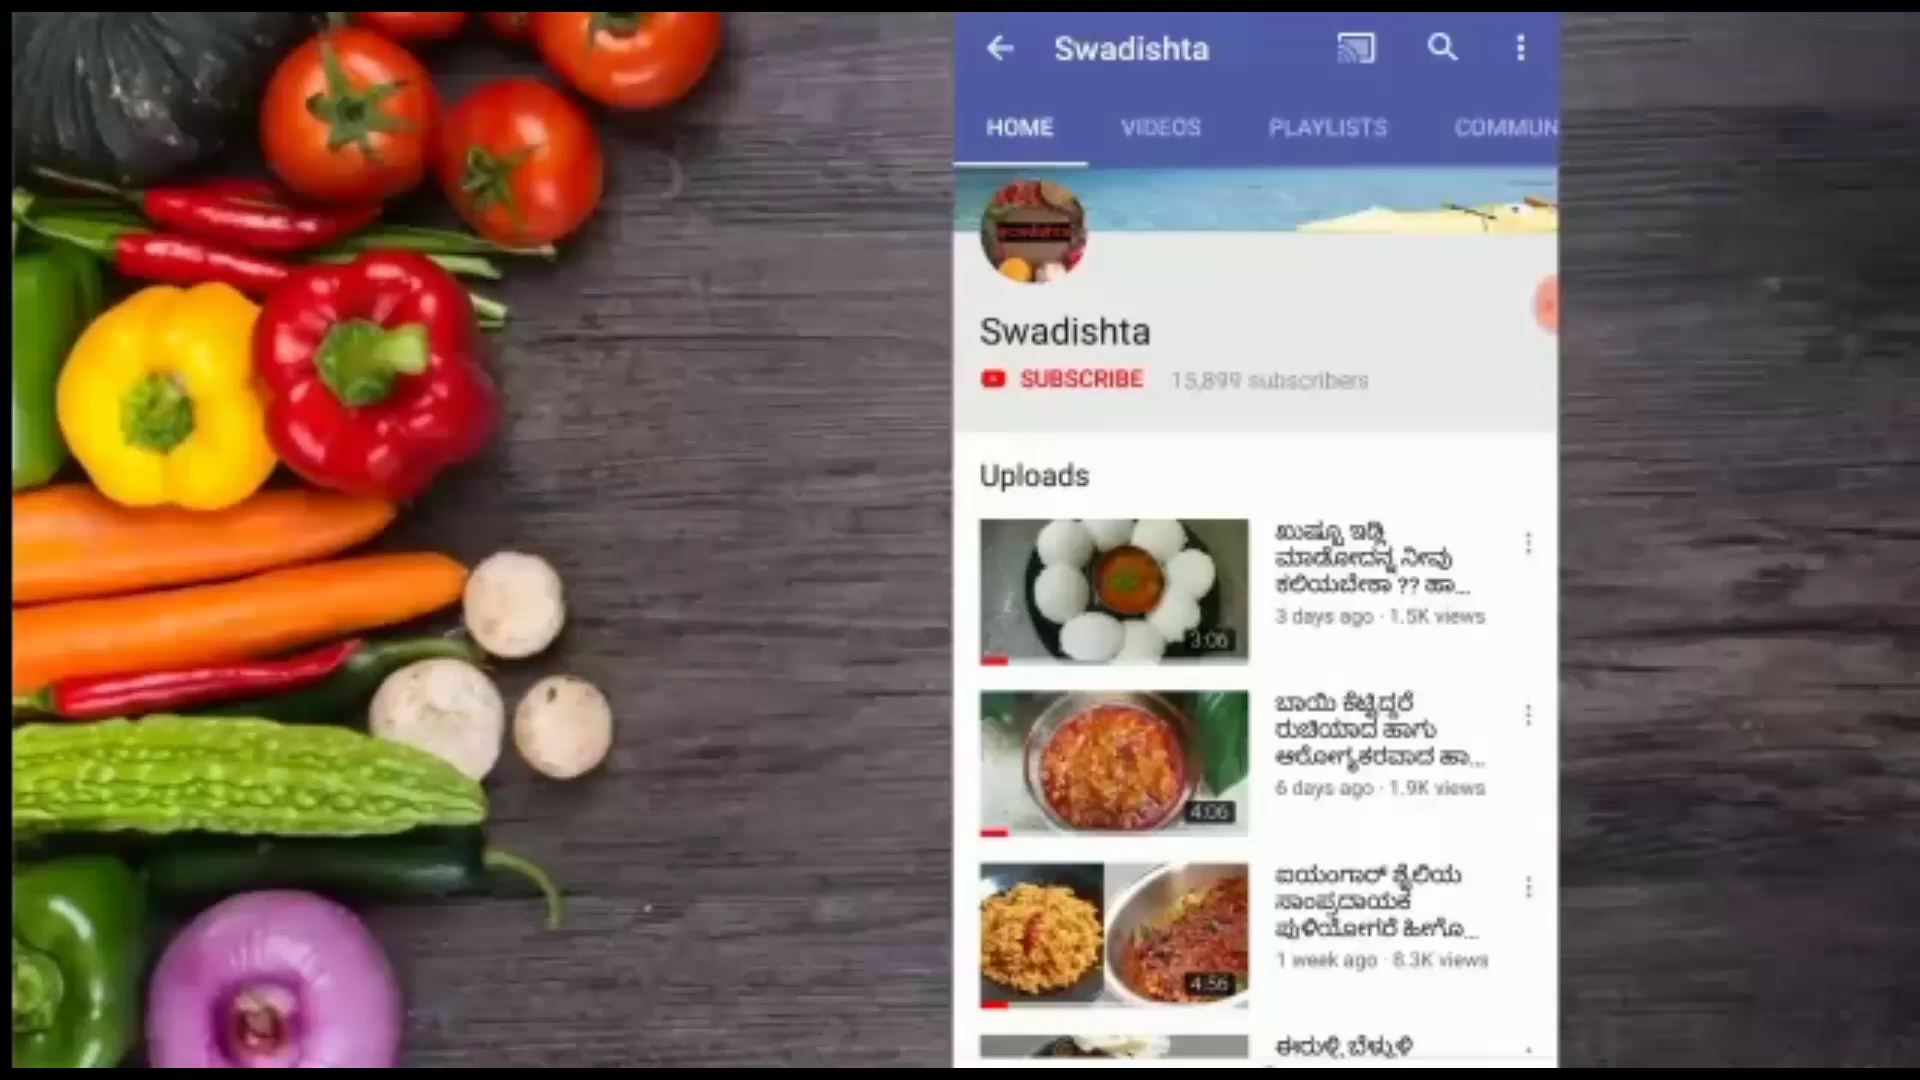 Swadishta
HOME VIDEOS PLAYLISTS COMMUN
Swadishta
SUBSCRIBE 15,899 subscribers
Uploads
ಖುಷ್ಬೂ ಇಡ್ಲಿ
ಮಾಡೋದನ್ನ ನೀವು
ಕಲಿಯಬೇಕಾ ?? ಹಾ...
3 days ago · 1.5K views
3:06
ಬಾಯಿ ಕೆಟ್ಟಿದ್ದರೆ
ರುಚಿಯಾದ ಹಾಗು
ಆರೋಗ್ಯಕರವಾದ ಹಾ...
6 days ago · 1.9K views
4:06
ಐಯಂಗಾರ್ ಶೈಲಿಯ
ಸಾಂಪ್ರದಾಯಕ
ಪುಳಿಯೋಗರೆ ಹೀಗೊ...
1 week ago · 8.3K views
4:56
ಈರುಳ್ಳಿ ಬೆಳ್ಳುಳ್ಳಿ